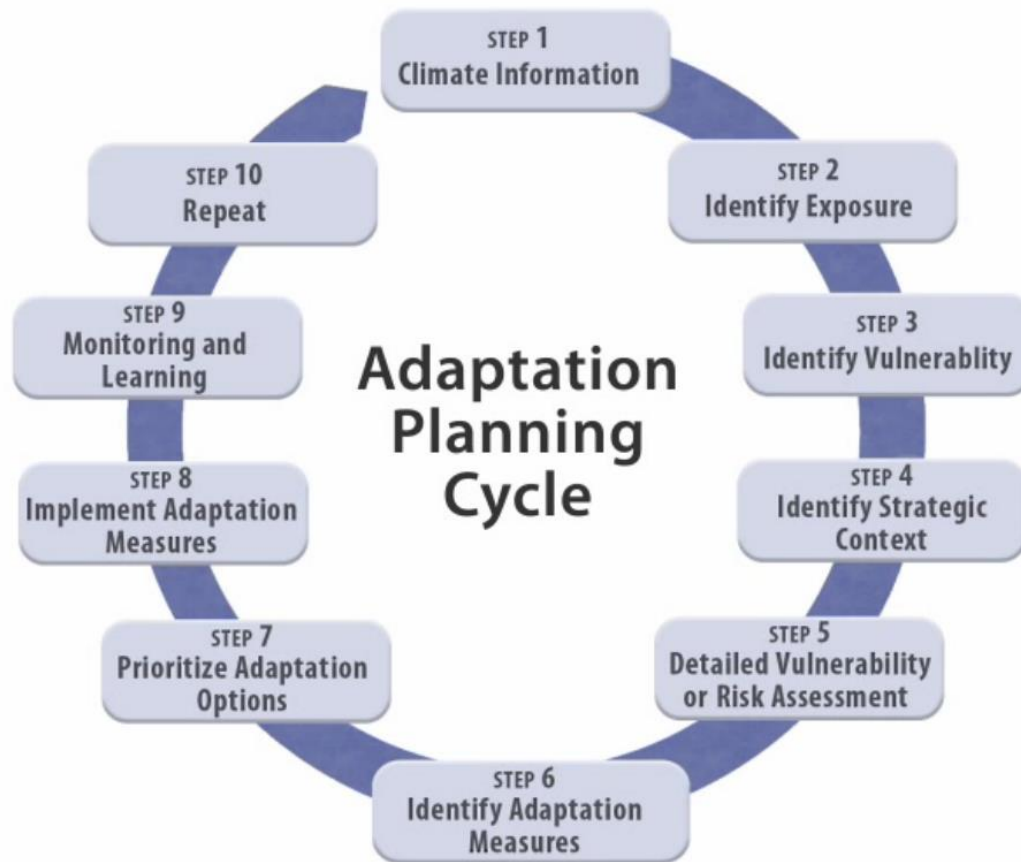 STEP 1
Climate Information
STEP 2
Identify Exposure
STEP 3
Identify Vulnerablity
STEP 4
Identify Strategic
Context
STEP 5
Detailed Vulnerability
or Risk Assessment
STEP 6
Identify Adaptation
Measures
STEP 7
Prioritize Adaptation
Options
STEP 8
Implement Adaptation
Measures
STEP 9
Monitoring and
Learning
STEP 10
Repeat
Adaptation
Planning
Cycle